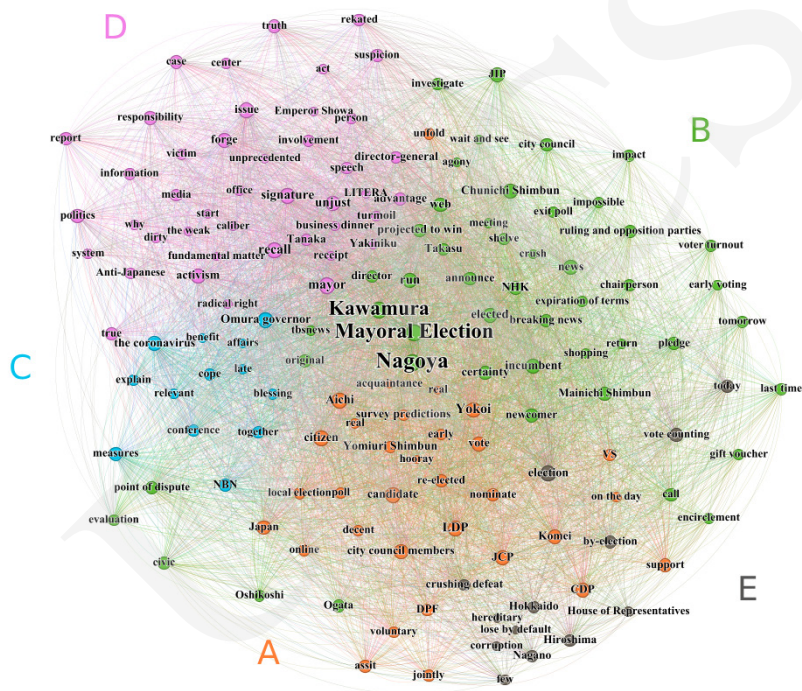 D
rekated
truth
suspicion
case
center
act
JIP
investigate
issue
Emperor Showa
person
responsibility
B
unfold
wait and see
report
forge
involvement
city council
victim
unprecedented
director-general
agony
impact
information
speech
office
LITERA
Chunichi Shimbun
media
signature
unjust
advantage
web
impossible
politics
start
turmoil
exit poll
why
the weak
caliber
business dinner
projected to win
meeting
ruling and opposition parties
dirty
Tanaka
Yakiniku
Takasu
shelve
voter turnout
system
fundamental matter
recall
receipt
crush
news
Anti-Japanese
activism
director
run
announce
NHK
chairperson
early voting
mayor
radical right
Kawamura
elected
expiration of terms
tomorrow
true
Omura governor
tbsnews
Mayoral Election
breaking news
the coronavirus
benefit
affairs
return
pledge
C
original
Nagoya
incumbent
shopping
explain
cope
late
certainty
acquaintance
real
relevant
blessing
Aichi
Yokoi
newcomer
Mainichi Shimbun
today
last time
real
survey predictions
conference
together
citizen
early
vote counting
Yomiuri Shimbun
vote
measures
hooray
VS
gift voucher
NBN
re-elected
election
point of dispute
local election
poll
candidate
nominate
on the day
call
evaluation
Japan
decent
LDP
Komei
by-election
encirclement
online
city council members
JCP
civic
support
crushing defeat
CDP
E
Oshikoshi
Ogata
DPF
Hokkaido
House of Representatives
hereditary
voluntary
lose by default
Hiroshima
A
corruption
Nagano
assit
jointly
few